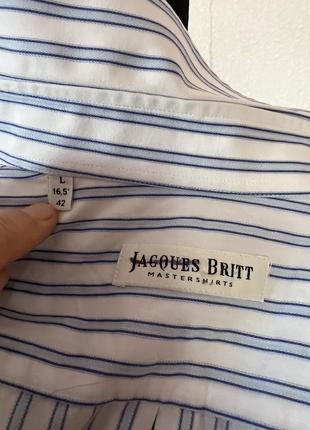 L
16,5'
42
JACQUES BRITT
MASTERSHIRTS